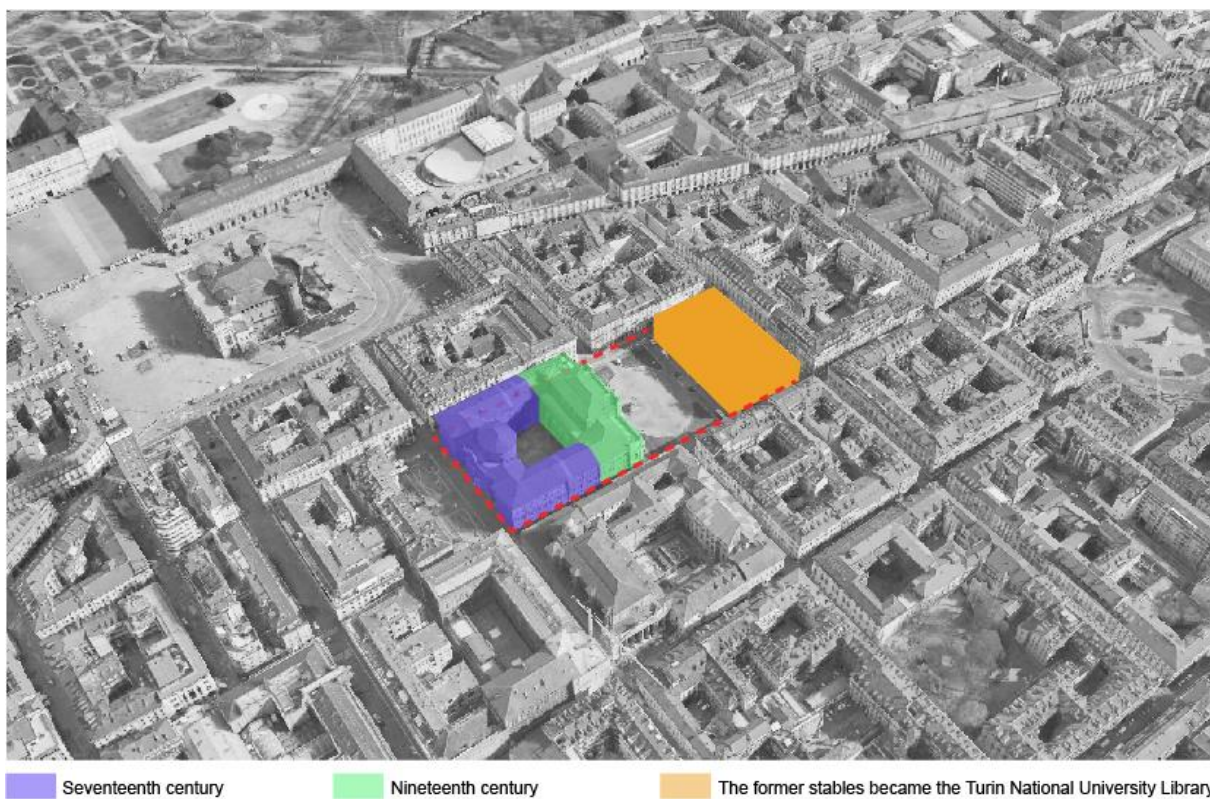 Seventeenth century
Nineteenth century
The former stables became the Turin National University Library